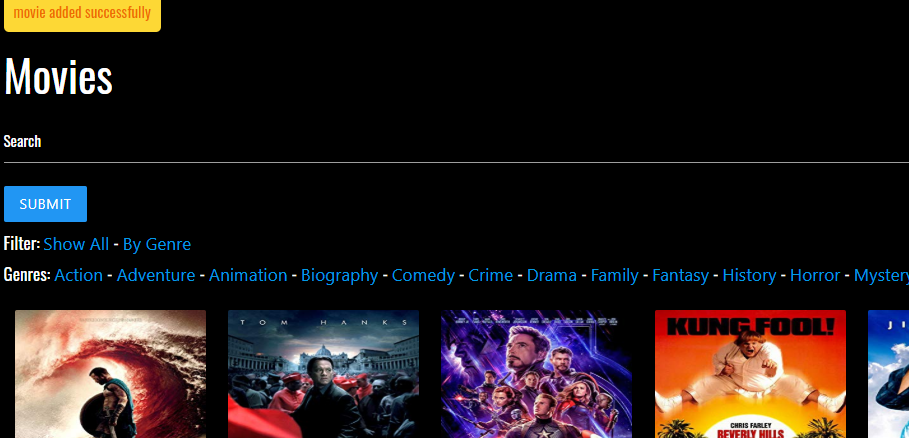 movie added successfully
Movies
Search
SUBMIT
Filter: Show All - By Genre
Genres: Action - Adventure - Animation - Biography - Comedy - Crime - Drama - Family - Fantasy - History - Horror - Mystery
TOM HANKS
KUNG FOOL!
JI
CHRIS FARLEY
BEVERLY HILLS